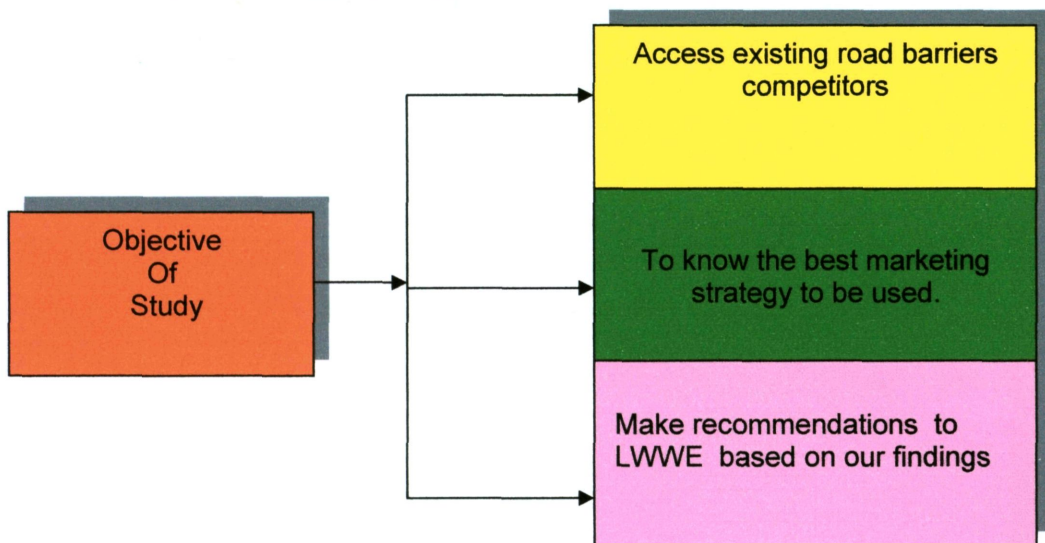 Objective
Of
Study
Access existing road barriers
competitors
To know the best marketing
strategy to be used.
Make recommendations to
LWWE based on our findings